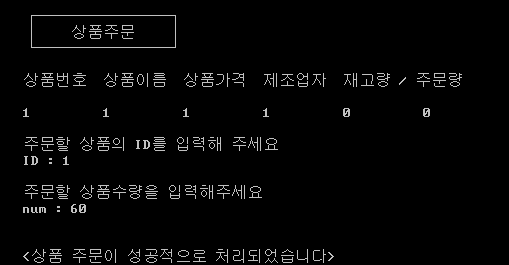 상품주문
상품번호 상품이름 상품가격 제조업자 재고량 / 주문량
1 1 1 1 0 0
주문할 상품의 ID를 입력해 주세요
ID : 1
주문할 상품수량을 입력해주세요
num : 60
<상품 주문이 성공적으로 처리되었습니다>